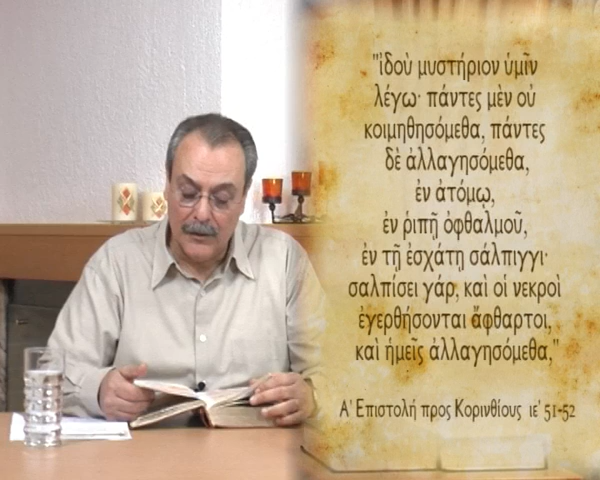 "ἰδοὺ μυστήριον ὑμῖν
λέγω· πάντες μὲν οὐ
κοιμηθησόμεθα, πάντες
δὲ ἀλλαγησόμεθα,
ἐν ἀτόμῳ,
ἐν ῥιπῇ ὀφθαλμοῦ,
ἐν τῇ ἐσχάτῃ σάλπιγγι·
σαλπίσει γάρ, καὶ οἱ νεκροὶ
ἐγερθήσονται ἄφθαρτοι,
καὶ ἡμεῖς ἀλλαγησόμεθα,"
Α' Επιστολή προς Κορινθίους ιε' 51-52